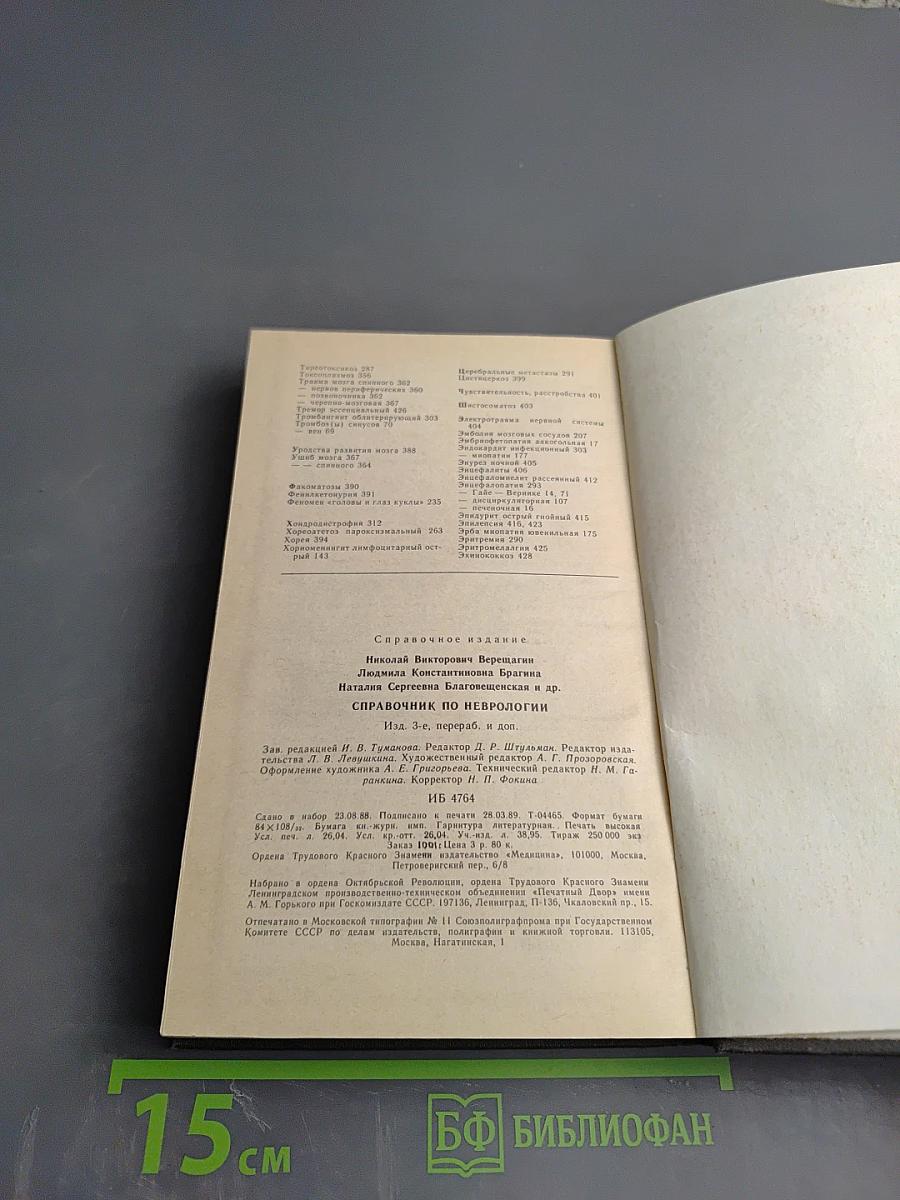 Тиреотоксикоз 287
Токсоплазмоз 356
Травма мозга спинного 362
— нервов периферических 360
— позвоночника 362
— черепно-мозговая 367
Тремор эссенциальный 426
Тромбангиит облитерирующий 303
Тромбоз(ы) синусов 70
— вен 69
Уродства развития мозга 388
Ушиб мозга 367
— — спинного 364
Факоматозы 390
Фенилкетонурия 391
Феномен «головы и глаз куклы» 235
Хондродистрофия 312
Хореоатетоз пароксизмальный 263
Хорея 394
Хориоменингит лимфоцитарный ост-
рый 143
Церебральные метастазы 291
Цистицеркоз 399
Чувствительность, расстройства 401
Шистосоматоз 403
Электротравма нервной системы
404
Эмболия мозговых сосудов 207
Эмбриофетопатия алкогольная 17
Эндокардит инфекционный 303
— миопатии 177
Энурез ночной 405
Энцефалиты 406
Энцефаломиелит рассеянный 412
Энцефалопатия 293
— Гайе — Вернике 14, 71
— дисциркуляторная 107
— печеночная 16
Эпидурит острый гнойный 415
Эпилепсия 416, 423
Эрба миопатия ювенильная 175
Эритремия 290
Эритромелалгия 425
Эхинококкоз 428
Справочное издание
Николай Викторович Верещагин
Людмила Константиновна Брагина
Наталия Сергеевна Благовещенская и др.
СПРАВОЧНИК ПО НЕВРОЛОГИИ
Изд. 3-е, перераб. и доп.
Зав. редакцией И. В. Туманова. Редактор Д. Р. Штульман. Редактор изда-
тельства Л. В. Левушкина. Художественный редактор А. Г. Прозоровская.
Оформление художника А. Е. Григорьева. Технический редактор Н. М. Га-
ранкина. Корректор Н. П. Фокина
ИБ 4764
Сдано в набор 23.08.88. Подписано к печати 28.03.89. Т-04465. Формат бумаги
84×108/32. Бумага кн.-журн. имп. Гарнитура литературная. Печать высокая
Усл. печ. л. 26,04. Усл. кр.-отт. 26,04. Уч.-изд. л. 38,95. Тираж 250 000 экз
Заказ 1001. Цена 3 р. 80 к.
Ордена Трудового Красного Знамени издательство «Медицина», 101000, Москва,
Петроверигский пер., 6/8
Набрано в ордена Октябрьской Революции, ордена Трудового Красного Знамени
Ленинградском производственно-техническом объединении «Печатный Двор» имени
А. М. Горького при Госкомиздате СССР. 197136, Ленинград, П-136, Чкаловский пр., 15.
Отпечатано в Московской типографии № 11 Союзполиграфпрома при Государственном
Комитете СССР по делам издательств, полиграфии и книжной торговли. 113105,
Москва, Нагатинская, 1
15 см
БФ БИБЛИОФАН